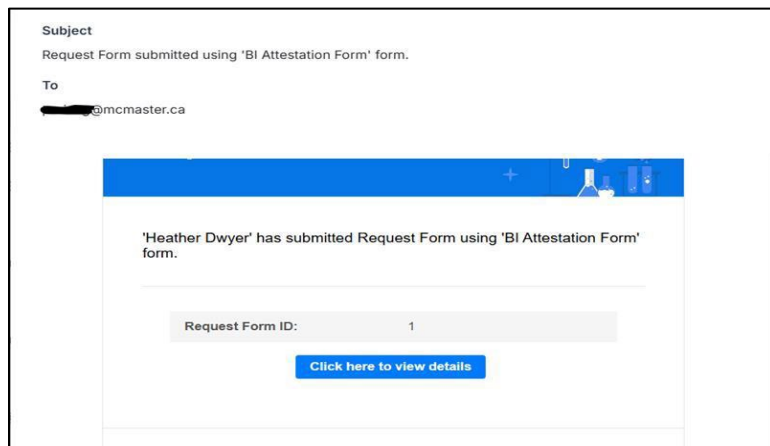 Subject
Request Form submitted using 'BI Attestation Form' form.
To
@mcmaster.ca
'Heather Dwyer' has submitted Request Form using 'BI Attestation Form'
form.
Request Form ID: 1
Click here to view details